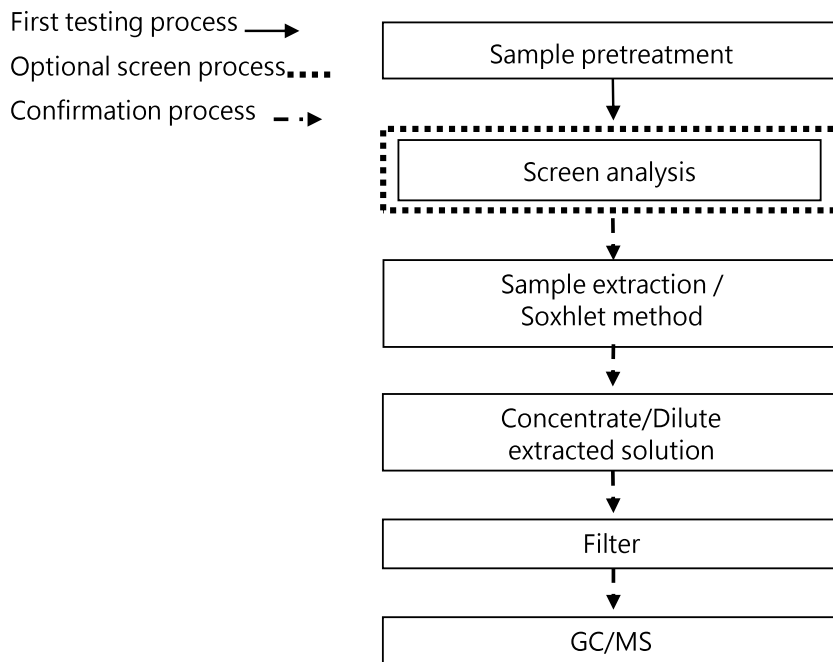 First testing process
Optional screen process
Confirmation process
Sample pretreatment
Screen analysis
Sample extraction /
Soxhlet method
Concentrate/Dilute
extracted solution
Filter
GC/MS